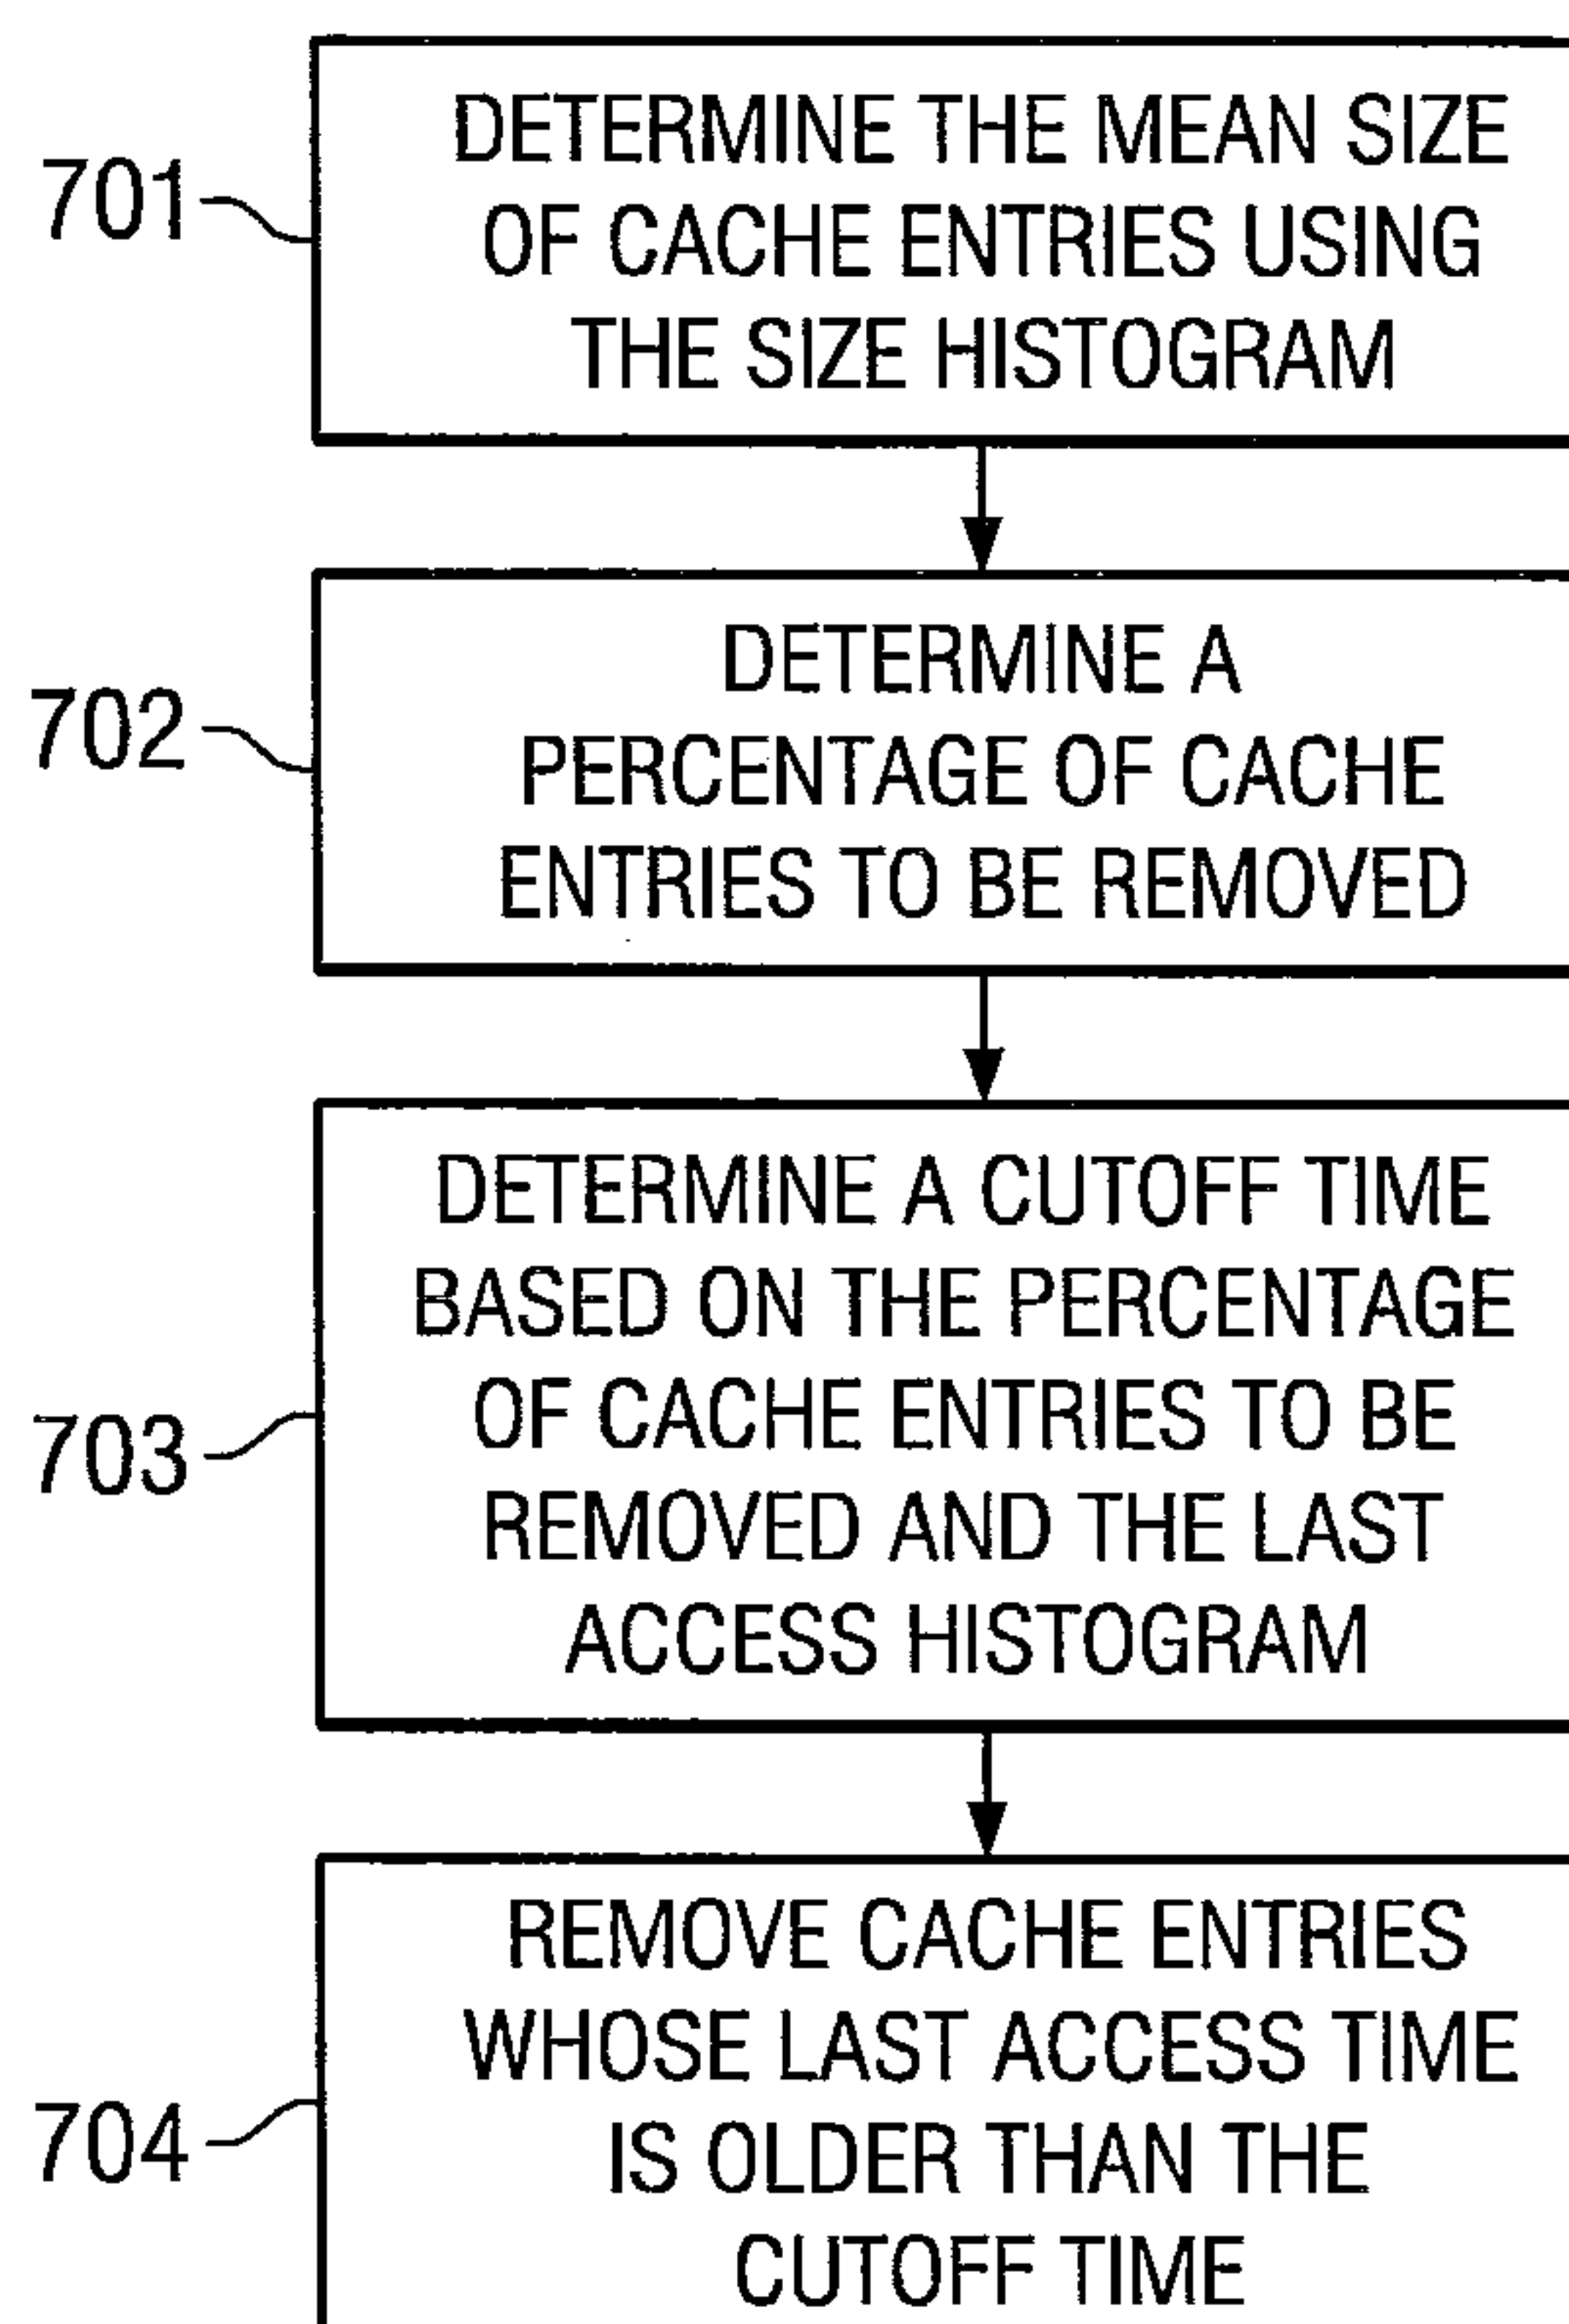 701
DETERMINE THE MEAN SIZE
OF CACHE ENTRIES USING
THE SIZE HISTOGRAM
702
DETERMINE A
PERCENTAGE OF CACHE
ENTRIES TO BE REMOVED
703
DETERMINE A CUTOFF TIME
BASED ON THE PERCENTAGE
OF CACHE ENTRIES TO BE
REMOVED AND THE LAST
ACCESS HISTOGRAM
704
REMOVE CACHE ENTRIES
WHOSE LAST ACCESS TIME
IS OLDER THAN THE
CUTOFF TIME